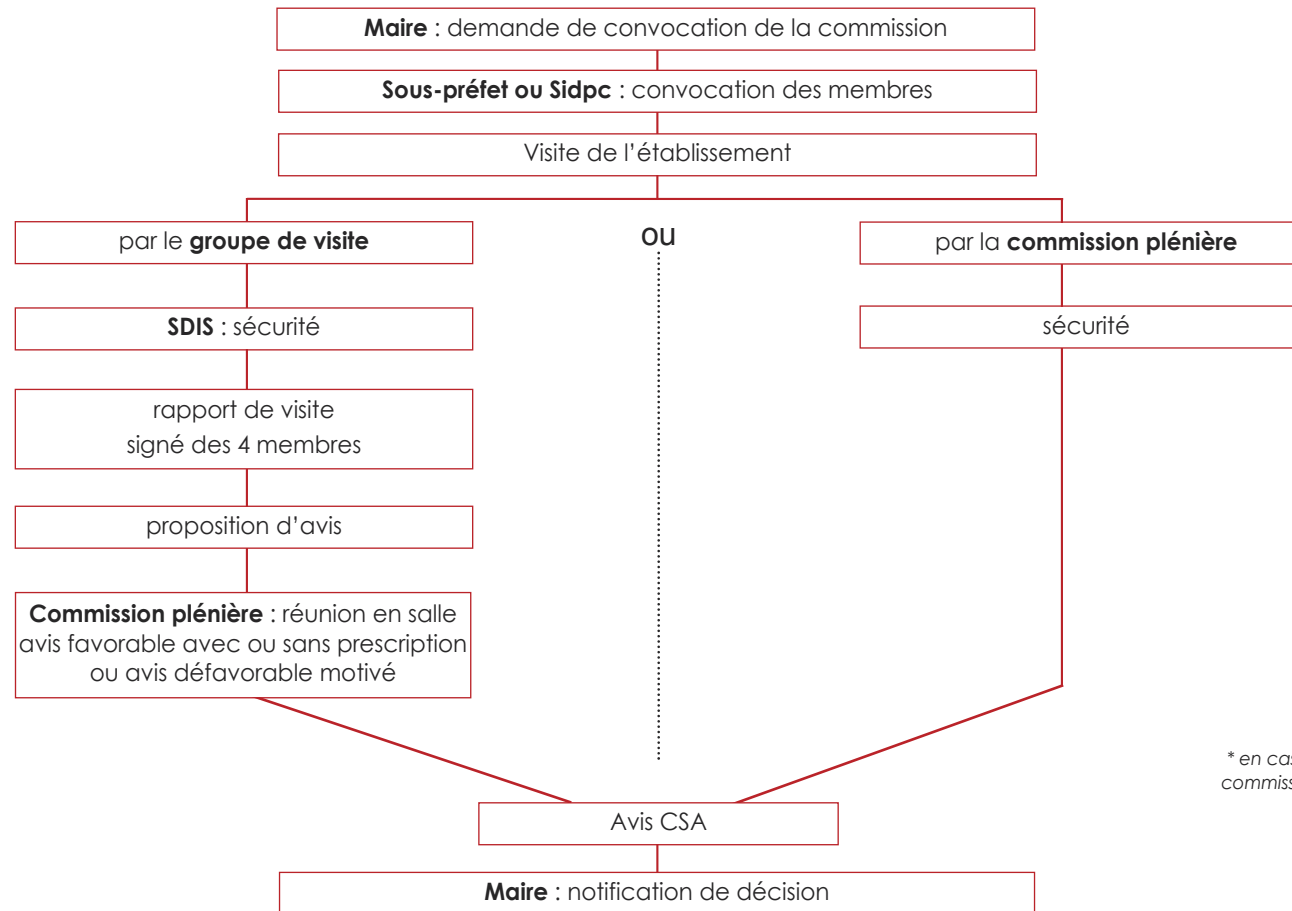 Maire : demande de convocation de la commission
Sous-préfet ou Sidpc : convocation des membres
Visite de l’établissement
par le groupe de visite
ou
par la commission plénière
SDIS : sécurité
sécurité
rapport de visite
signé des 4 membres
proposition d’avis
Commission plénière : réunion en salle
avis favorable avec ou sans prescription
ou avis défavorable motivé
* en cas
commiss
Avis CSA
Maire : notification de décision